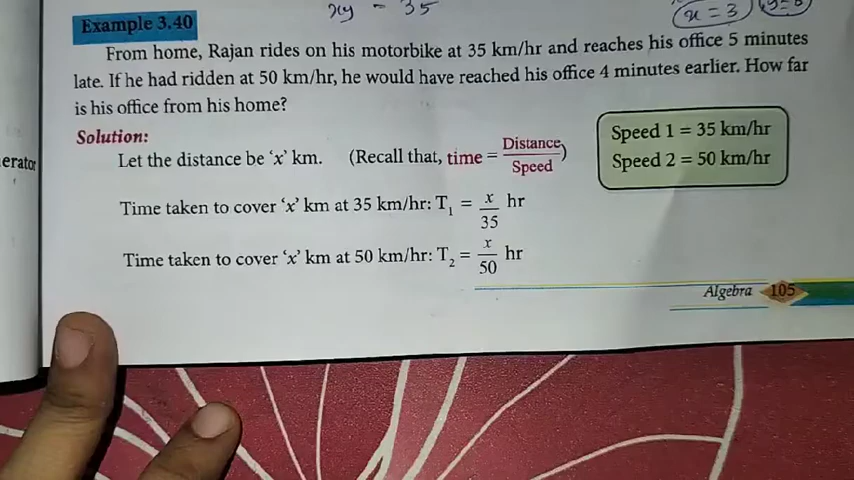 xy = 35
x = 3
Example 3.40
From home, Rajan rides on his motorbike at 35 km/hr and reaches his office 5 minutes
late. If he had ridden at 50 km/hr, he would have reached his office 4 minutes earlier. How far
is his office from his home?
Solution:
erator
Let the distance be ‘x’ km. (Recall that, time = Distance/Speed)
Speed 1 = 35 km/hr
Speed 2 = 50 km/hr
Time taken to cover ‘x’ km at 35 km/hr: T₁ = x/35 hr
Time taken to cover ‘x’ km at 50 km/hr: T₂ = x/50 hr
Algebra 105